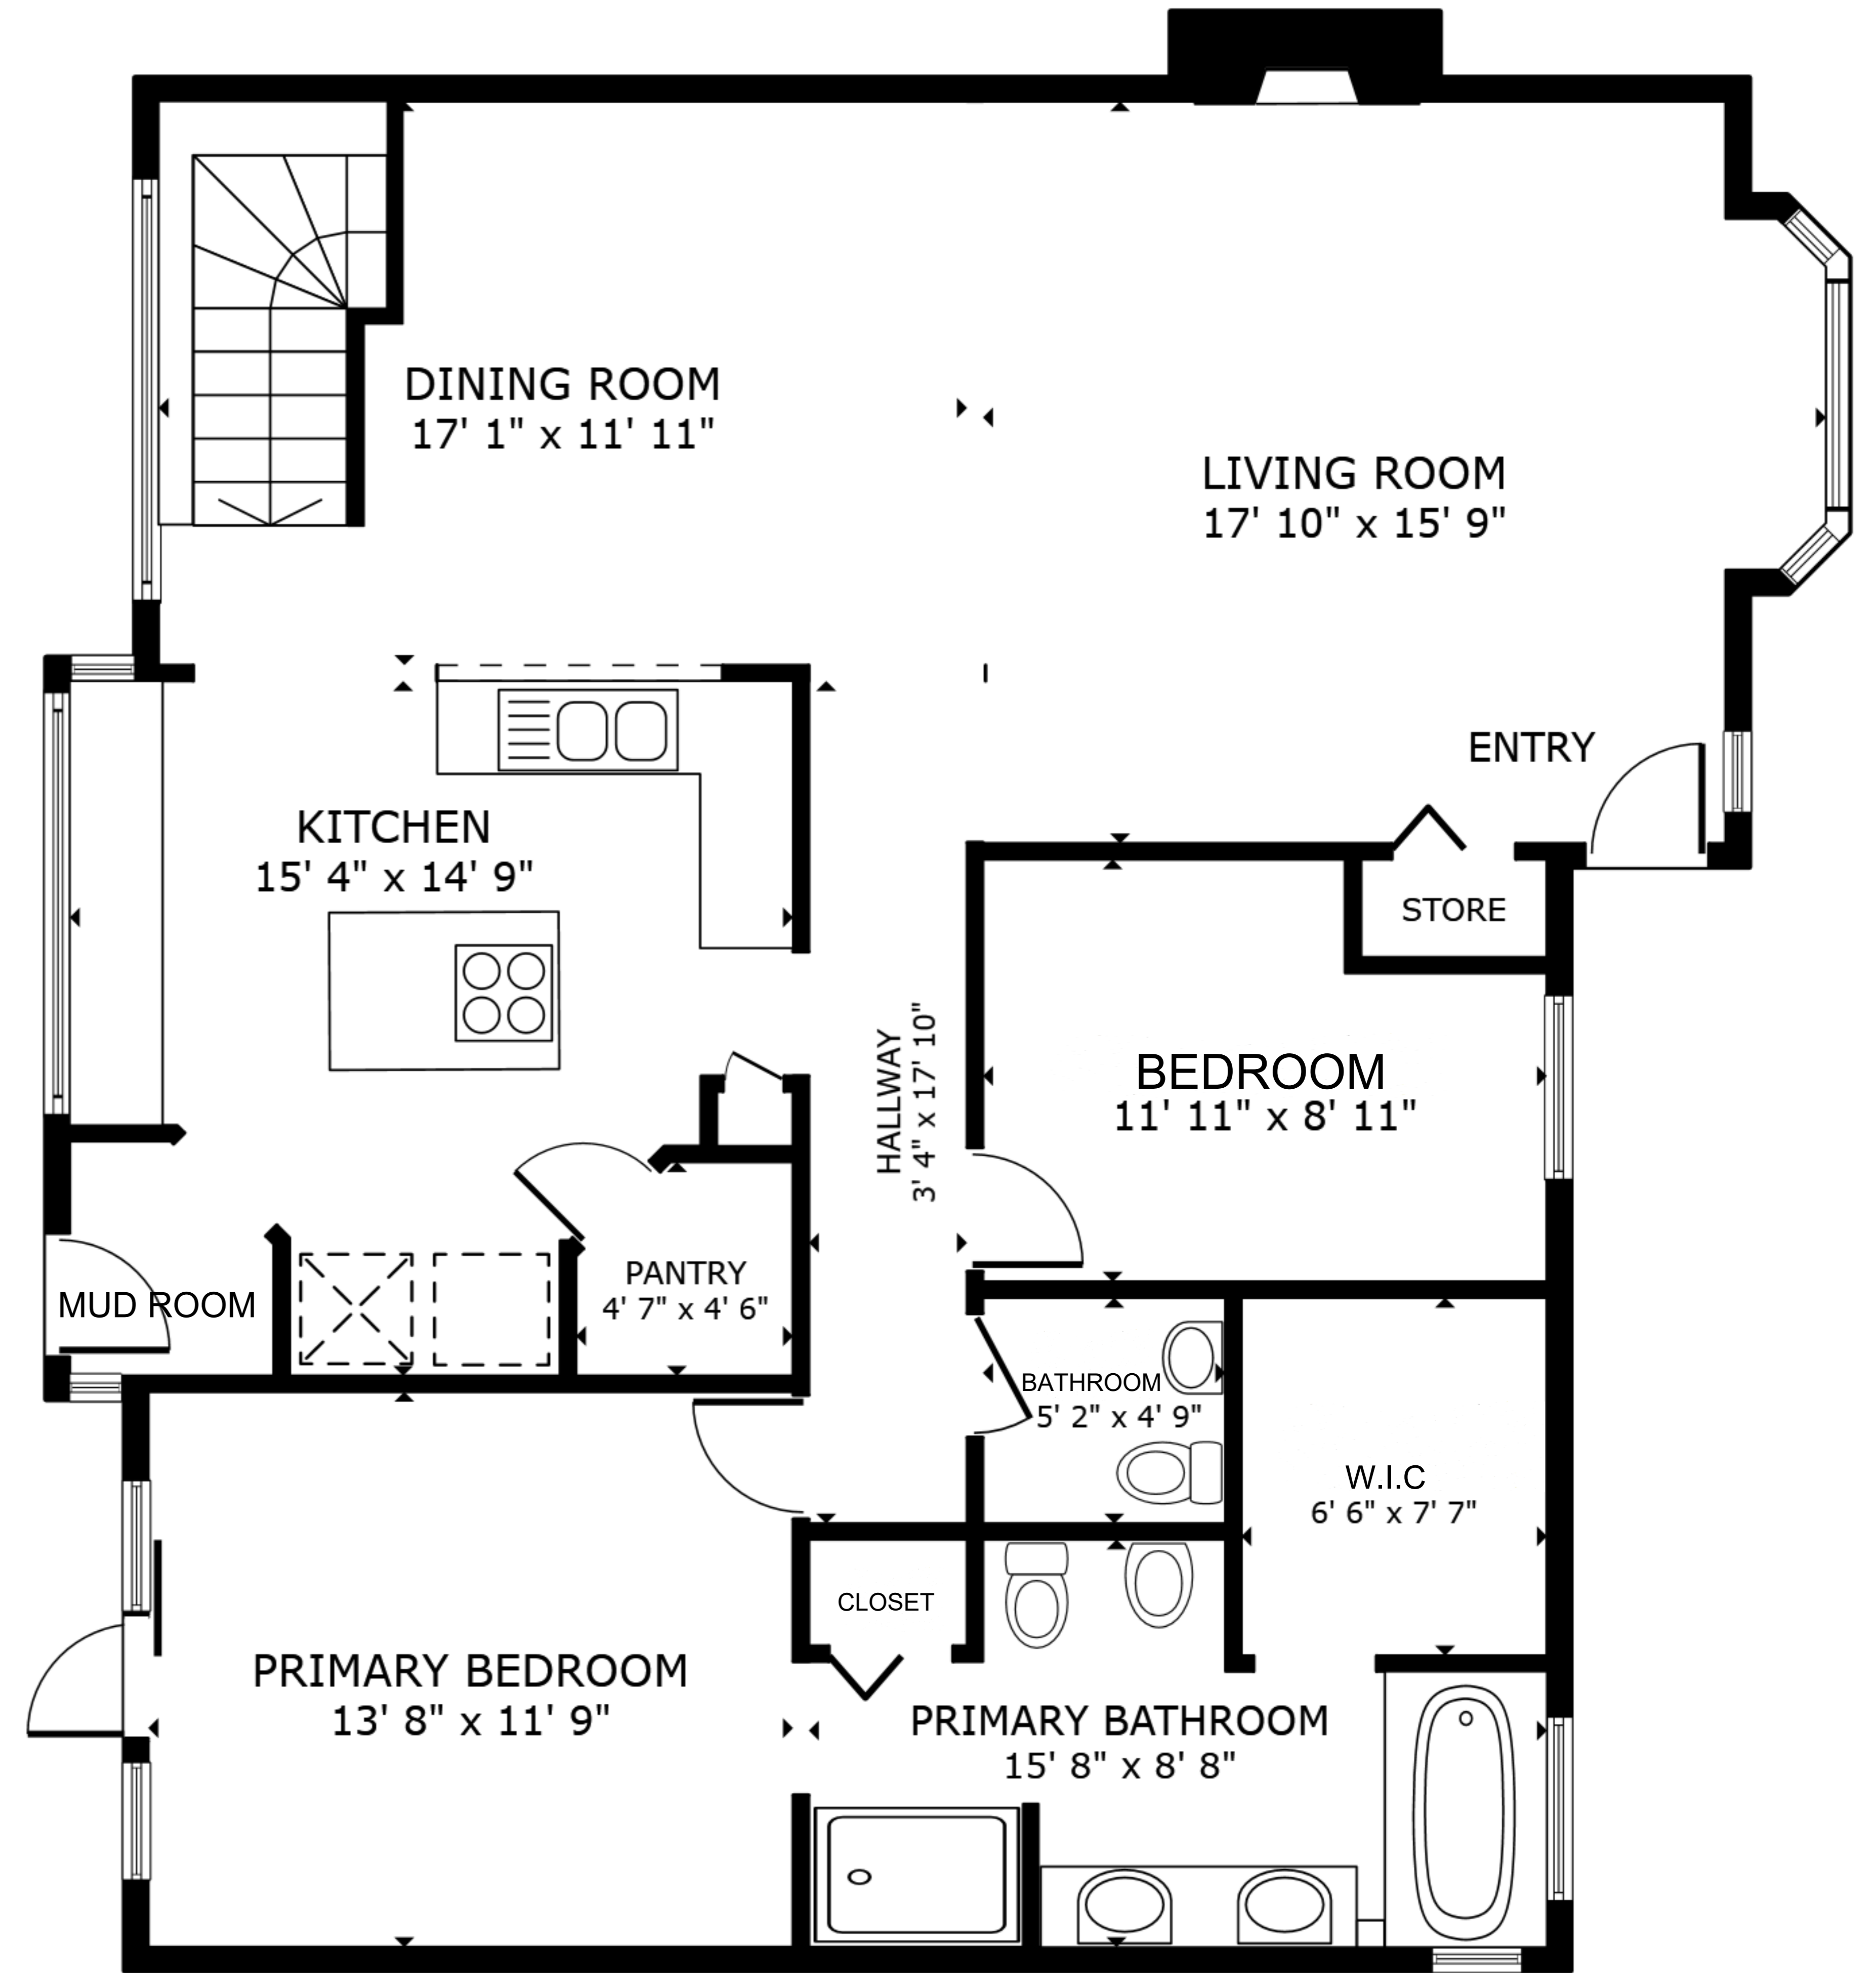 DINING ROOM
17' 1" x 11' 11"
LIVING ROOM
17' 10" x 15' 9"
ENTRY
KITCHEN
15' 4" x 14' 9"
STORE
HALLWAY
3' 4" x 17' 10"
BEDROOM
11' 11" x 8' 11"
PANTRY
4' 7" x 4' 6"
MUD ROOM
BATHROOM
5' 2" x 4' 9"
W.I.C
6' 6" x 7' 7"
CLOSET
PRIMARY BEDROOM
13' 8" x 11' 9"
PRIMARY BATHROOM
15' 8" x 8' 8"